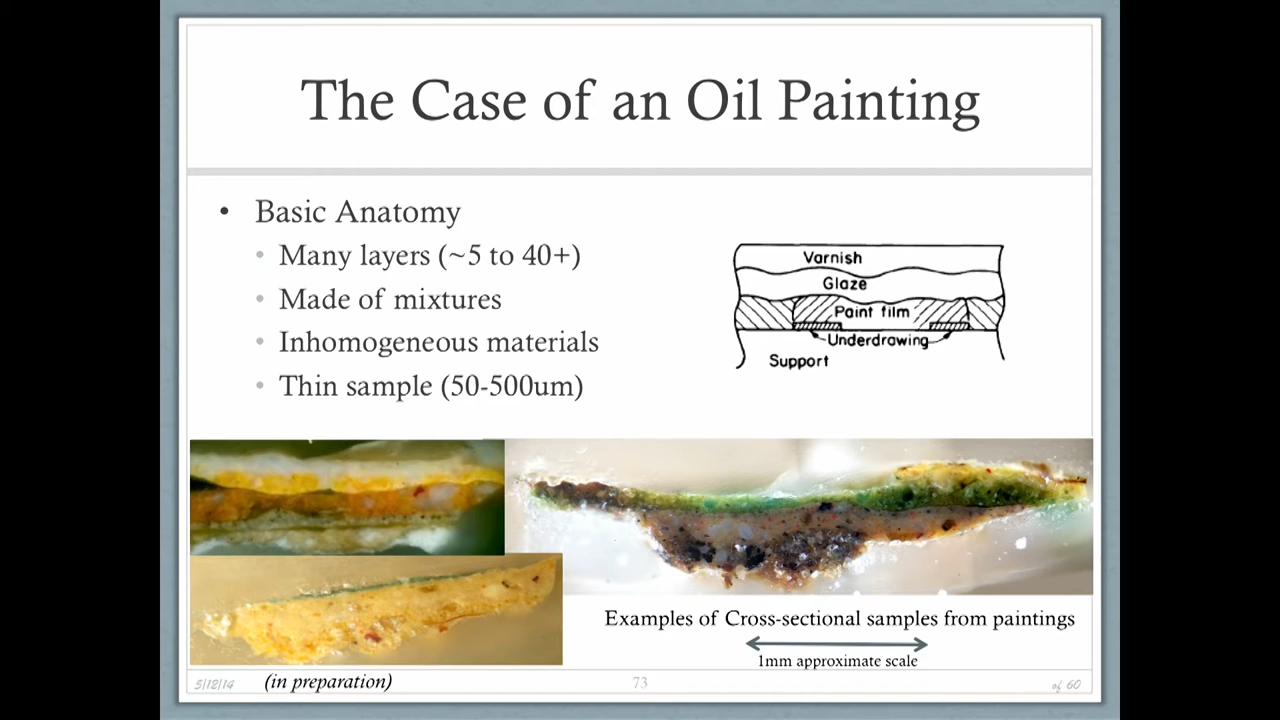 The Case of an Oil Painting
• Basic Anatomy
• Many layers (~5 to 40+)
• Made of mixtures
• Inhomogeneous materials
• Thin sample (50-500um)
Varnish
Glaze
Paint film
Underdrawing
Support
Examples of Cross-sectional samples from paintings
1mm approximate scale
5/12/14
(in preparation)
73
of 60